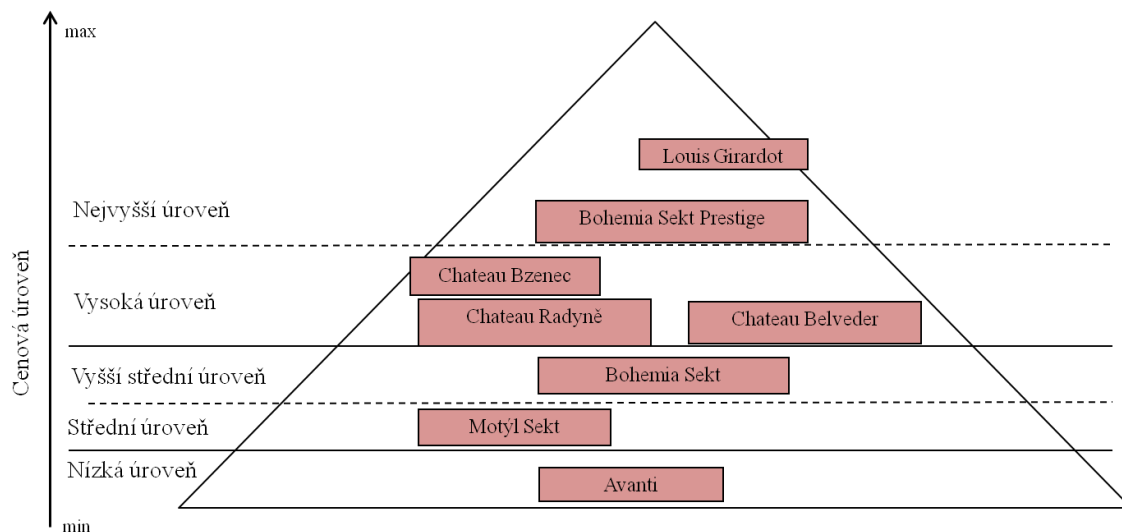 max
Louis Girardot
Nejvyšší úroveň
Bohemia Sekt Prestige
Chateau Bzenec
Vysoká úroveň
Chateau Radyně
Chateau Belveder
Vyšší střední úroveň
Bohemia Sekt
Střední úroveň
Motýl Sekt
Nízká úroveň
Avanti
min
Cenová úroveň